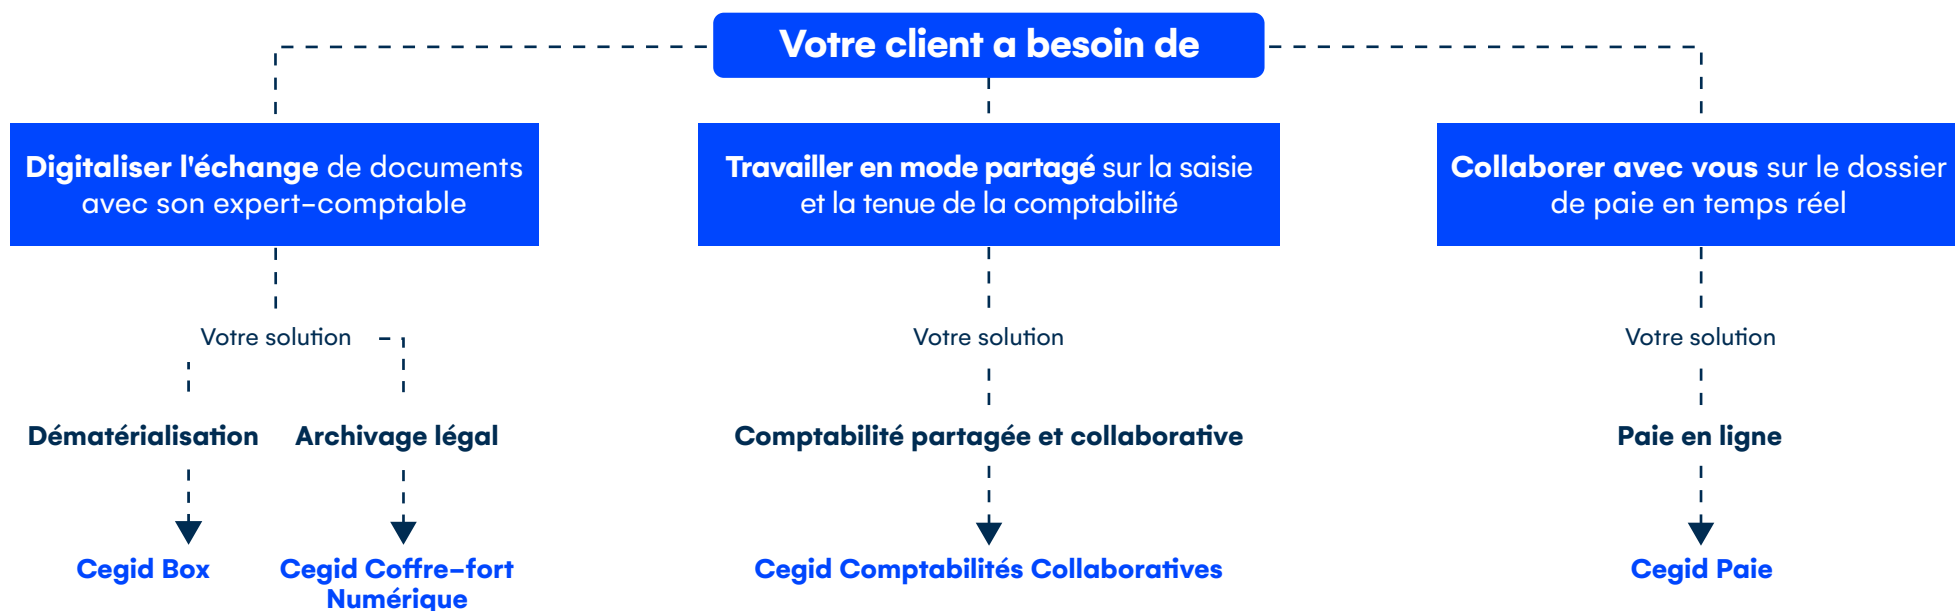 Votre client a besoin de
Digitaliser l'échange de documents
avec son expert-comptable
Travailler en mode partagé sur la saisie
et la tenue de la comptabilité
Collaborer avec vous sur le dossier
de paie en temps réel
Votre solution
Votre solution
Votre solution
Dématérialisation
Archivage légal
Comptabilité partagée et collaborative
Paie en ligne
Cegid Box
Cegid Coffre-fort
Numérique
Cegid Comptabilités Collaboratives
Cegid Paie